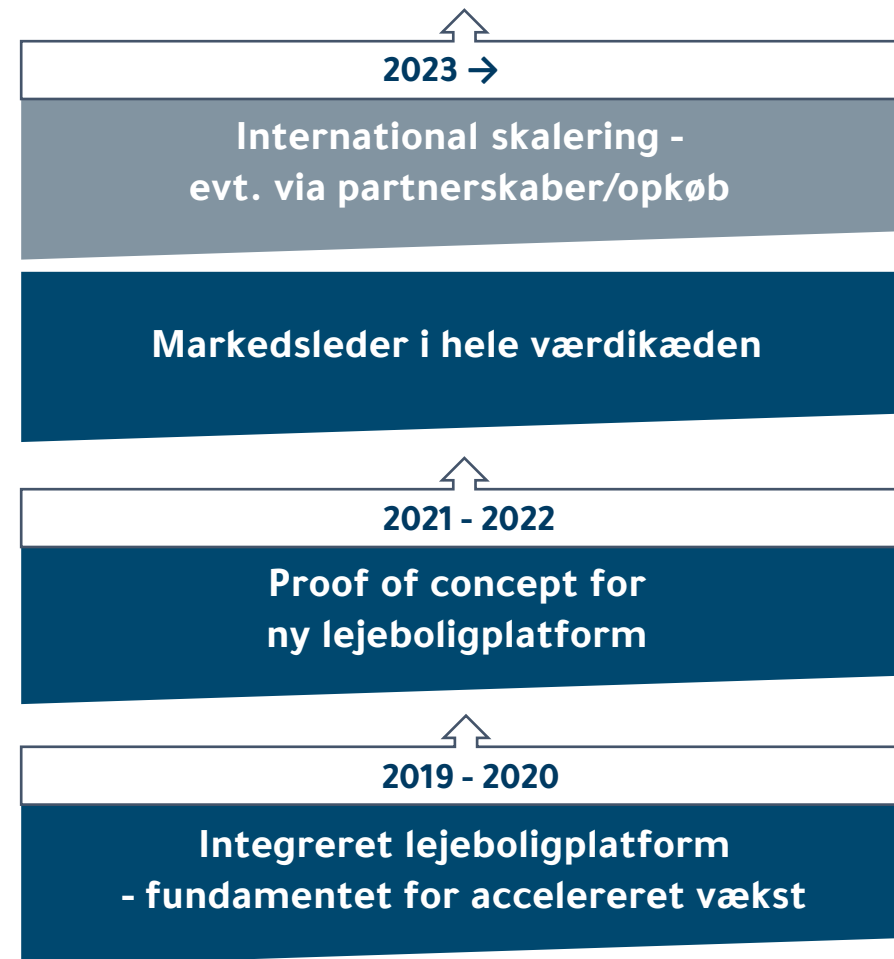 2023 →
International skalering -
evt. via partnerskaber/opkøb
Markedsleder i hele værdikæden
2021 - 2022
Proof of concept for
ny lejeboligplatform
2019 - 2020
Integreret lejeboligplatform
- fundamentet for accelereret vækst